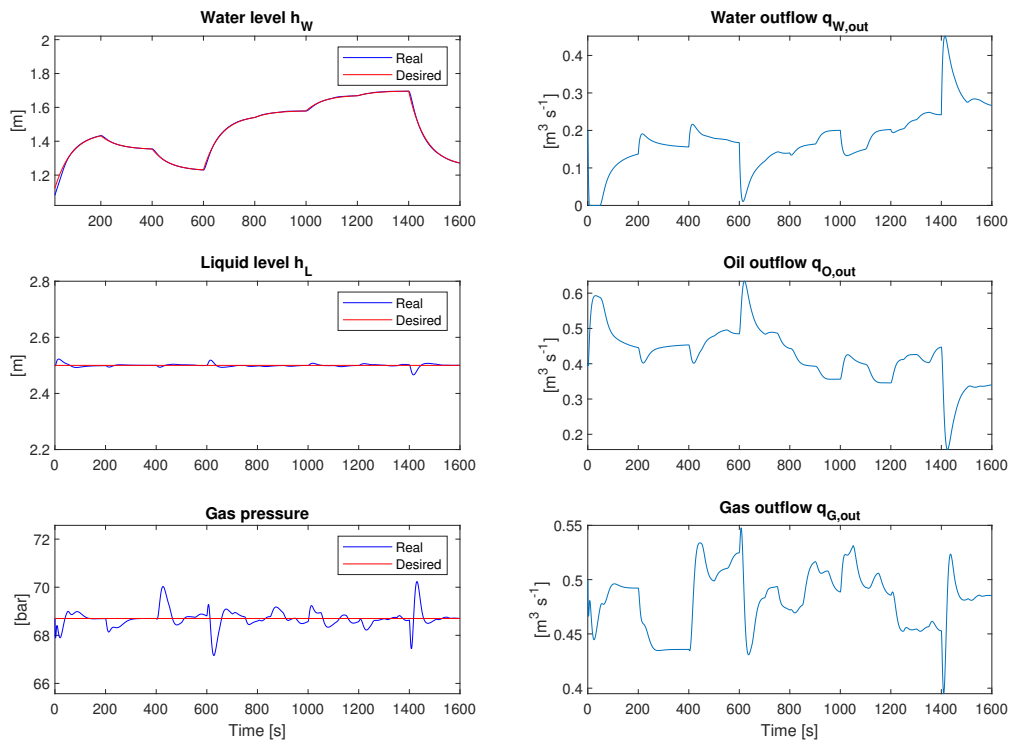 Water level h_W
2
1.8
1.6
1.4
1.2
[m]
Real
Desired
200 400 600 800 1000 1200 1400 1600
Water outflow q_W,out
0.4
0.3
0.2
0.1
0
[m³ s⁻¹]
0 200 400 600 800 1000 1200 1400 1600
Liquid level h_L
2.8
2.6
2.4
2.2
[m]
Real
Desired
0 200 400 600 800 1000 1200 1400 1600
Oil outflow q_O,out
0.6
0.5
0.4
0.3
0.2
[m³ s⁻¹]
0 200 400 600 800 1000 1200 1400 1600
Gas pressure
72
70
68
66
[bar]
Real
Desired
0 200 400 600 800 1000 1200 1400 1600
Time [s]
Gas outflow q_G,out
0.55
0.5
0.45
0.4
[m³ s⁻¹]
0 200 400 600 800 1000 1200 1400 1600
Time [s]